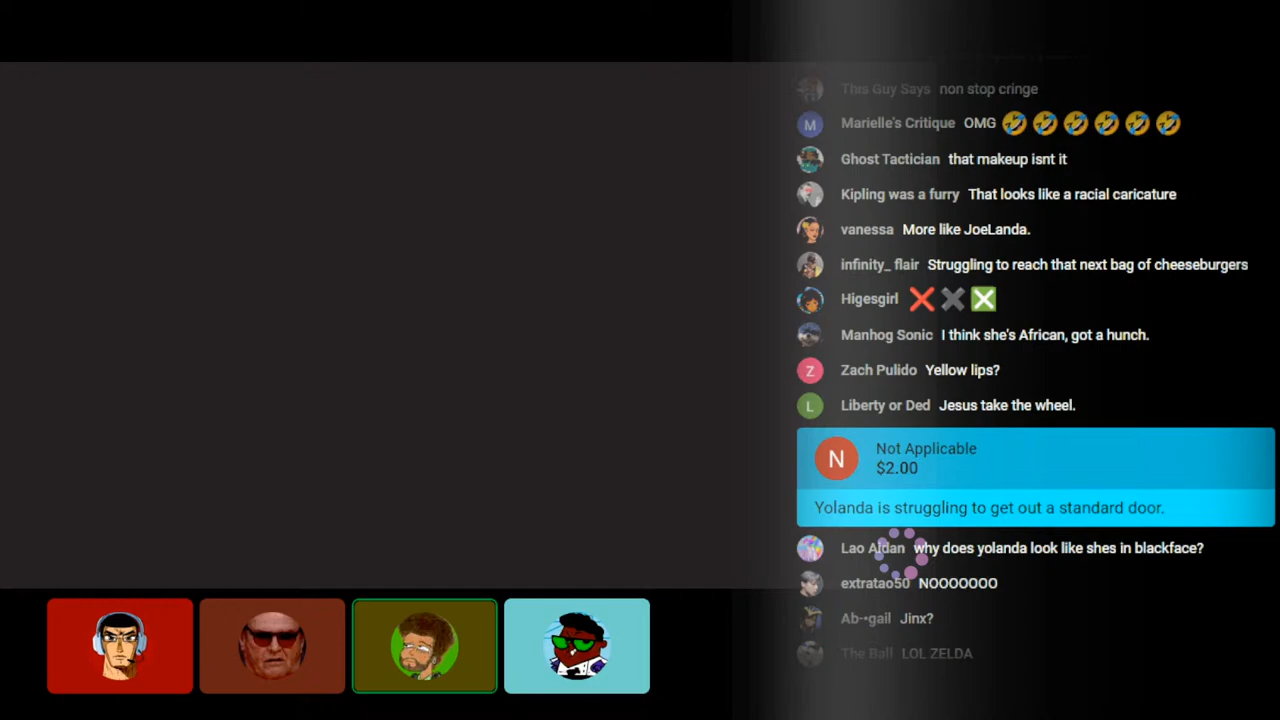 This Guy Says non stop cringe
Marielle's Critique OMG 🤣🤣🤣🤣🤣🤣
Ghost Tactician that makeup isnt it
Kipling was a furry That looks like a racial caricature
vanessa More like JoeLanda.
infinity_ flair Struggling to reach that next bag of cheeseburgers
Higesgirl ❌ ✖ ❎
Manhog Sonic I think she's African, got a hunch.
Z Zach Pulido Yellow lips?
L Liberty or Ded Jesus take the wheel.
N Not Applicable
$2.00
Yolanda is struggling to get out a standard door.
Lao Aidan why does yolanda look like shes in blackface?
extratao50 NOOOOOOO
Ab-•gail Jinx?
The Ball LOL ZELDA